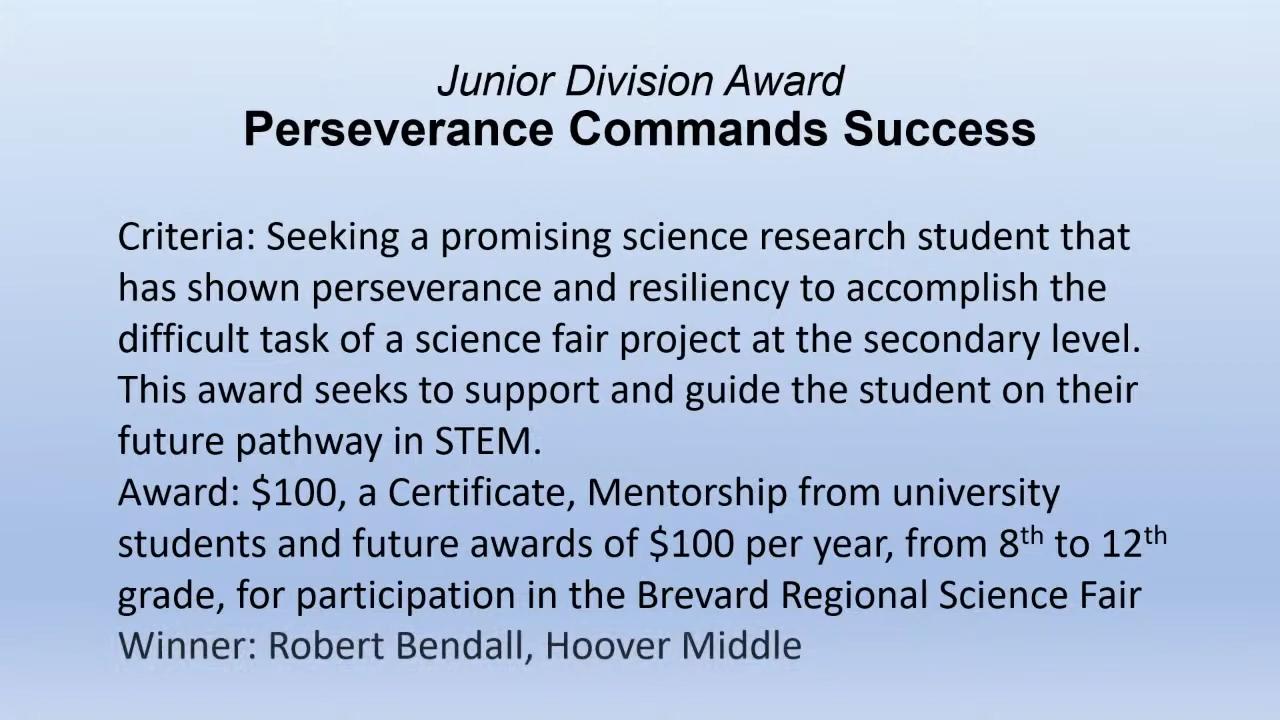 Junior Division Award
Perseverance Commands Success
Criteria: Seeking a promising science research student that
has shown perseverance and resiliency to accomplish the
difficult task of a science fair project at the secondary level.
This award seeks to support and guide the student on their
future pathway in STEM.
Award: $100, a Certificate, Mentorship from university
students and future awards of $100 per year, from 8th to 12th
grade, for participation in the Brevard Regional Science Fair
Winner: Robert Bendall, Hoover Middle